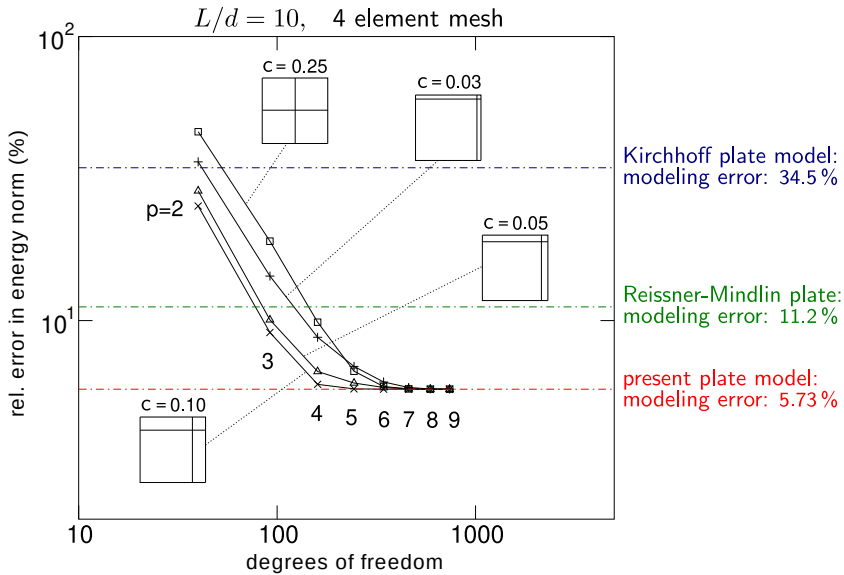 L/d = 10, 4 element mesh
10²
c = 0.25
c = 0.03
Kirchhoff plate model:
modeling error: 34.5 %
p=2
c = 0.05
Reissner-Mindlin plate:
modeling error: 11.2 %
10¹
3
present plate model:
modeling error: 5.73 %
c = 0.10
4 5 6 7 8 9
rel. error in energy norm (%)
10 100 1000
degrees of freedom